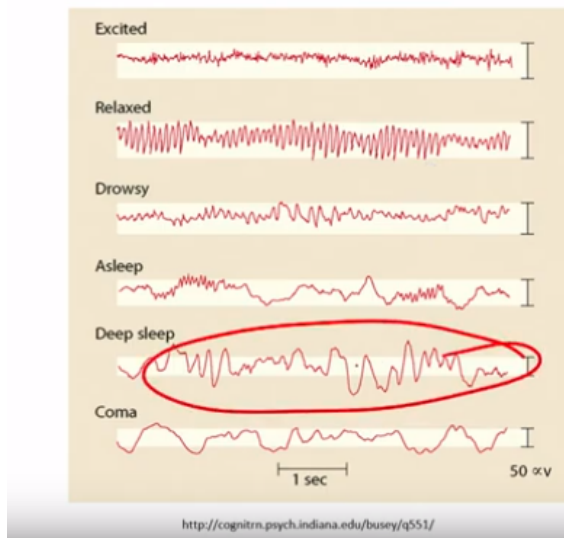 Excited
Relaxed
Drowsy
Asleep
Deep sleep
Coma
1 sec
50 ∝v
http://cognitrn.psych.indiana.edu/busey/q551/